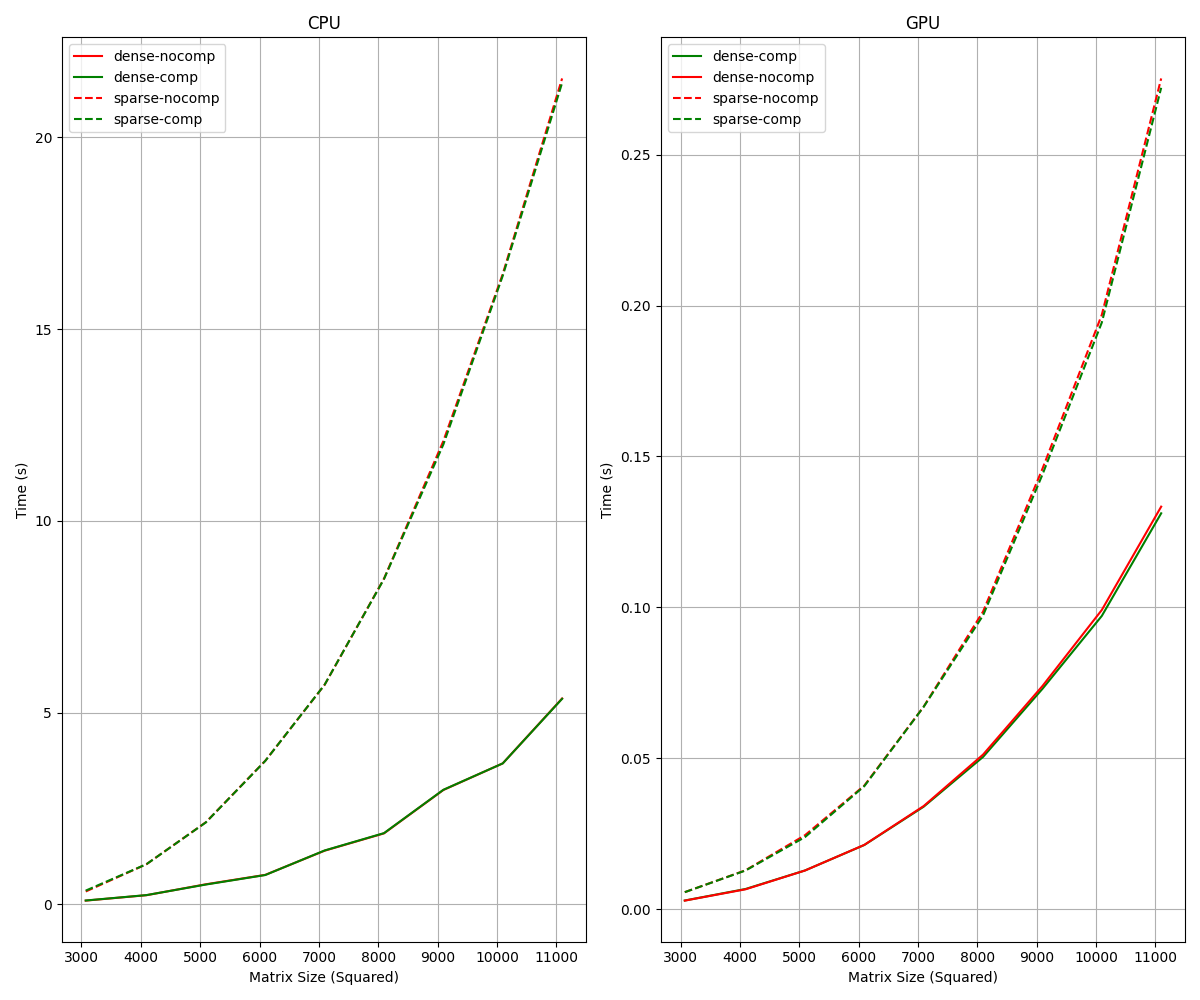 CPU
dense-nocomp
dense-comp
sparse-nocomp
sparse-comp
20
15
10
5
0
Time (s)
3000 4000 5000 6000 7000 8000 9000 10000 11000
Matrix Size (Squared)
GPU
dense-comp
dense-nocomp
sparse-nocomp
sparse-comp
0.25
0.20
0.15
0.10
0.05
0.00
Time (s)
3000 4000 5000 6000 7000 8000 9000 10000 11000
Matrix Size (Squared)